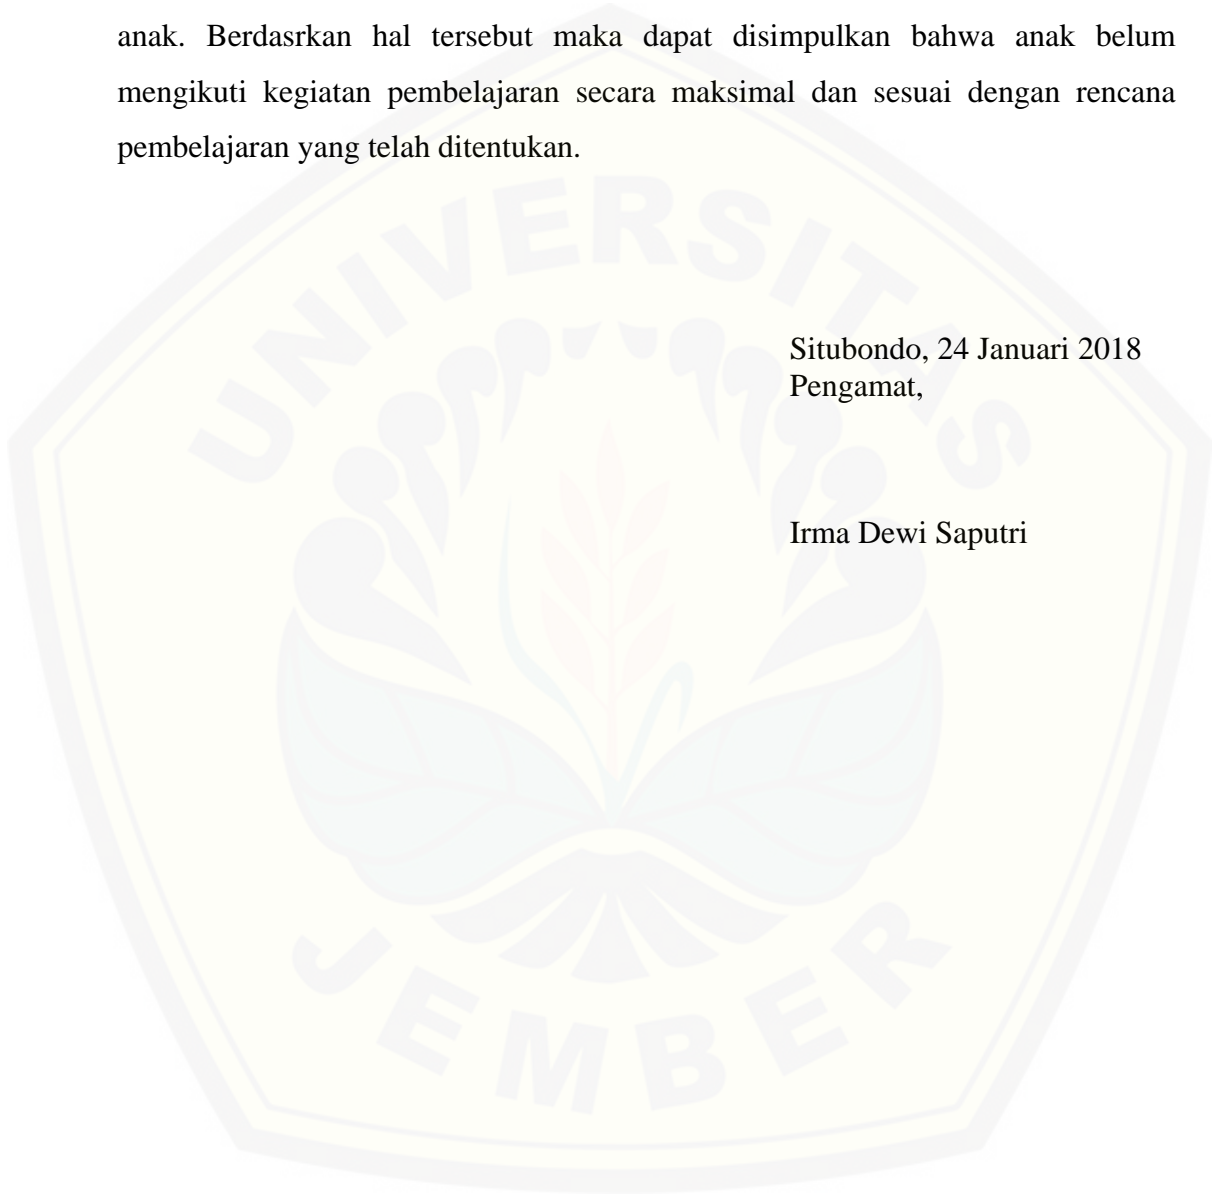 anak. Berdasrkan hal tersebut maka dapat disimpulkan bahwa anak belum
mengikuti kegiatan pembelajaran secara maksimal dan sesuai dengan rencana
pembelajaran yang telah ditentukan.
UNIVERSITAS
Situbondo, 24 Januari 2018
Pengamat,
Irma Dewi Saputri
JEMBER